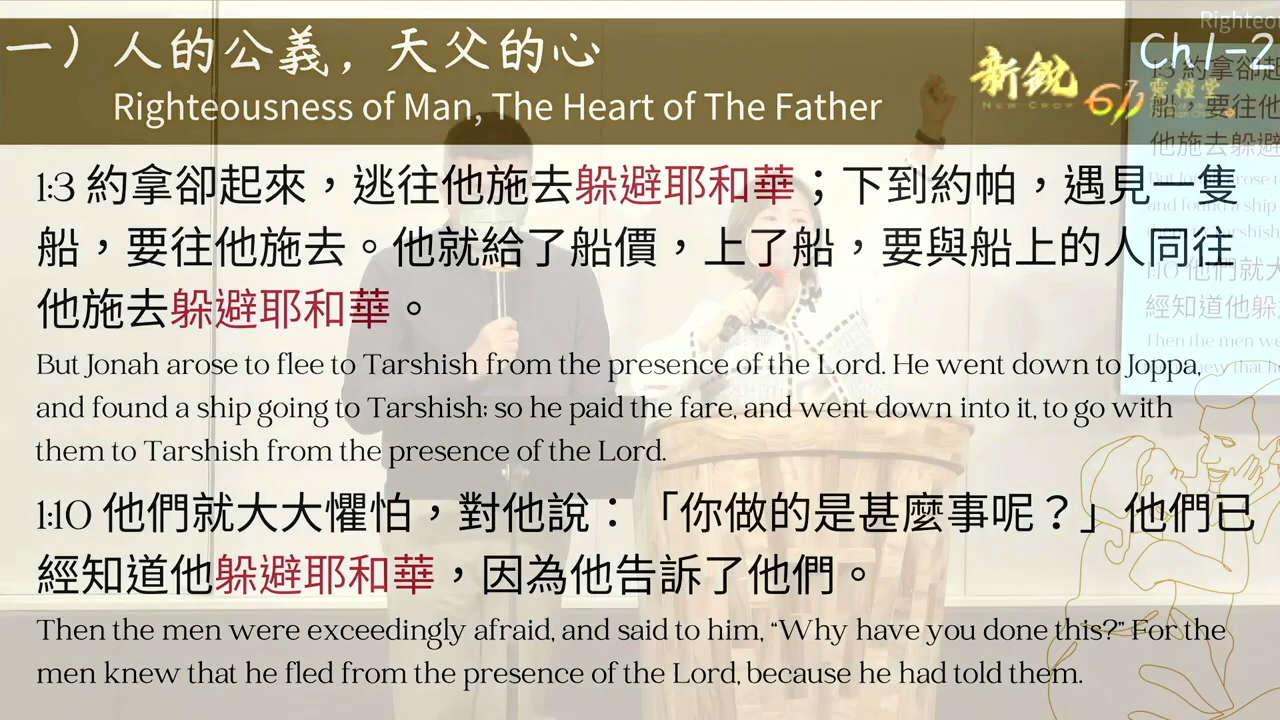 一）人的公義，天父的心
Ch1-2
Righteousness of Man, The Heart of The Father
新銳
NEW CROP
611
靈糧堂
1:3 約拿卻起來，逃往他施去躲避耶和華；下到約帕，遇見一隻
船，要往他施去。他就給了船價，上了船，要與船上的人同往
他施去躲避耶和華。
But Jonah arose to flee to Tarshish from the presence of the Lord. He went down to Joppa,
and found a ship going to Tarshish; so he paid the fare, and went down into it, to go with
them to Tarshish from the presence of the Lord.
1:10 他們就大大懼怕，對他說：「你做的是甚麼事呢？」他們已
經知道他躲避耶和華，因為他告訴了他們。
Then the men were exceedingly afraid, and said to him, “Why have you done this?” For the
men knew that he fled from the presence of the Lord, because he had told them.